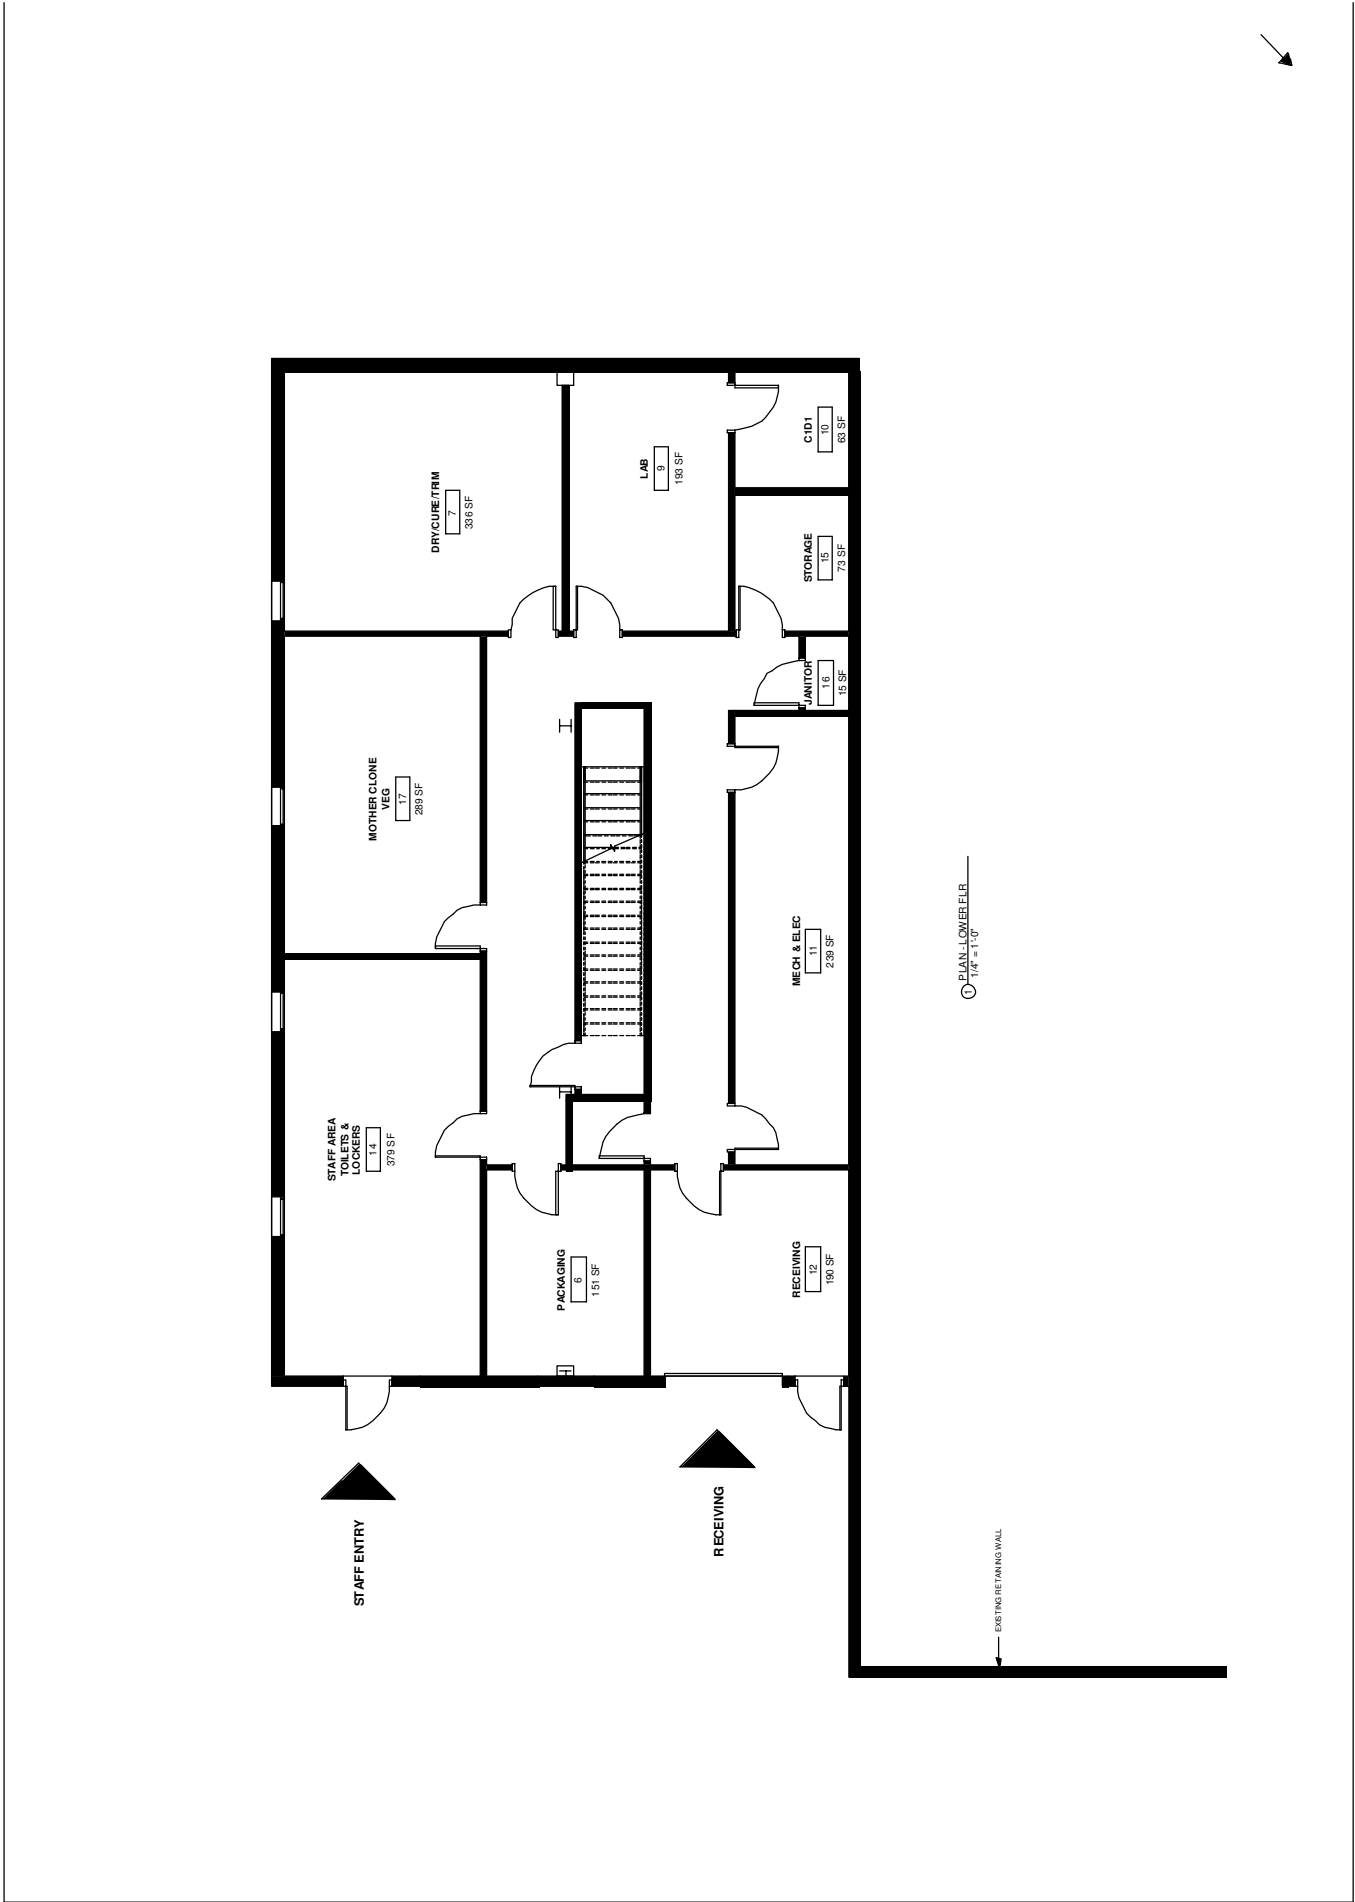 DRY/CURE/TRIM
7
336 SF
LAB
9
193 SF
C1D1
10
63 SF
STORAGE
15
73 SF
JANITOR
16
15 SF
MOTHER CLONE
VEG
17
289 SF
MECH & ELEC
11
239 SF
STAFF AREA
TOILETS &
LOCKERS
14
379 SF
PACKAGING
6
151 SF
RECEIVING
12
190 SF
STAFF ENTRY
RECEIVING
1
PLAN - LOWER FLR
1/4" = 1'-0"
EXISTING RETAINING WALL